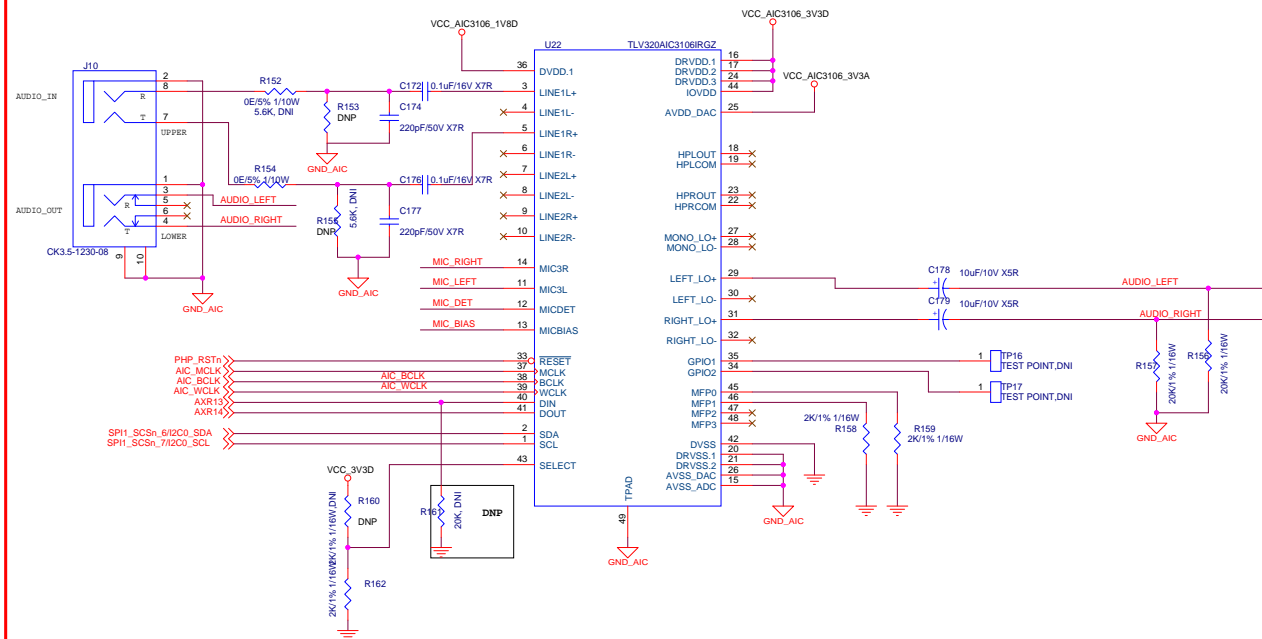 VCC_AIC3106_3V3D
VCC_AIC3106_1V8D
U22
TLV320AIC3106IRGZ
J10
AUDIO_IN
2
8
R
7
T
UPPER
R152
0E/5% 1/10W
5.6K, DNI
R153
DNP
C172
0.1uF/16V X7R
C174
220pF/50V X7R
GND_AIC
R154
0E/5% 1/10W
C176
0.1uF/16V X7R
R155
DNP
5.6K, DNI
C177
220pF/50V X7R
GND_AIC
AUDIO_OUT
1
3
5
6
4
R
T
LOWER
AUDIO_LEFT
AUDIO_RIGHT
CK3.5-1230-08
9
10
GND_AIC
36 DVDD.1
3 LINE1L+
4 LINE1L-
5 LINE1R+
6 LINE1R-
7 LINE2L+
8 LINE2L-
9 LINE2R+
10 LINE2R-
MIC_RIGHT 14 MIC3R
MIC_LEFT 11 MIC3L
MIC_DET 12 MICDET
MIC_BIAS 13 MICBIAS
PHP_RSTn 33 RESET
AIC_MCLK 37 MCLK
AIC_BCLK AIC_BCLK 38 BCLK
AIC_WCLK AIC_WCLK 39 WCLK
AXR13 40 DIN
AXR14 41 DOUT
SPI1_SCSn_6/I2C0_SDA 2 SDA
SPI1_SCSn_7/I2C0_SCL 1 SCL
43 SELECT
VCC_3V3D
R160
DNP
2K/1% 1/16W,DNI
R162
2K/1% 1/16W
R161
20K, DNI
DNP
TPAD
49
GND_AIC
DRVDD.1 16
DRVDD.2 17
DRVDD.3 24
IOVDD 44
VCC_AIC3106_3V3A
AVDD_DAC 25
HPLOUT 18
HPLCOM 19
HPROUT 23
HPRCOM 22
MONO_LO+ 27
MONO_LO- 28
LEFT_LO+ 29
LEFT_LO- 30
RIGHT_LO+ 31
RIGHT_LO- 32
GPIO1 35
GPIO2 34
MFP0 45
MFP1 46
MFP2 47
MFP3 48
DVSS 42
DRVSS.1 20
DRVSS.2 21
AVSS_DAC 26
AVSS_ADC 15
GND_AIC
C178
+
10uF/10V X5R
AUDIO_LEFT
C179
+
10uF/10V X5R
AUDIO_RIGHT
1 TP16
TEST POINT,DNI
1 TP17
TEST POINT,DNI
2K/1% 1/16W
R158
R159
2K/1% 1/16W
R157
20K/1% 1/16W
R156
20K/1% 1/16W
GND_AIC